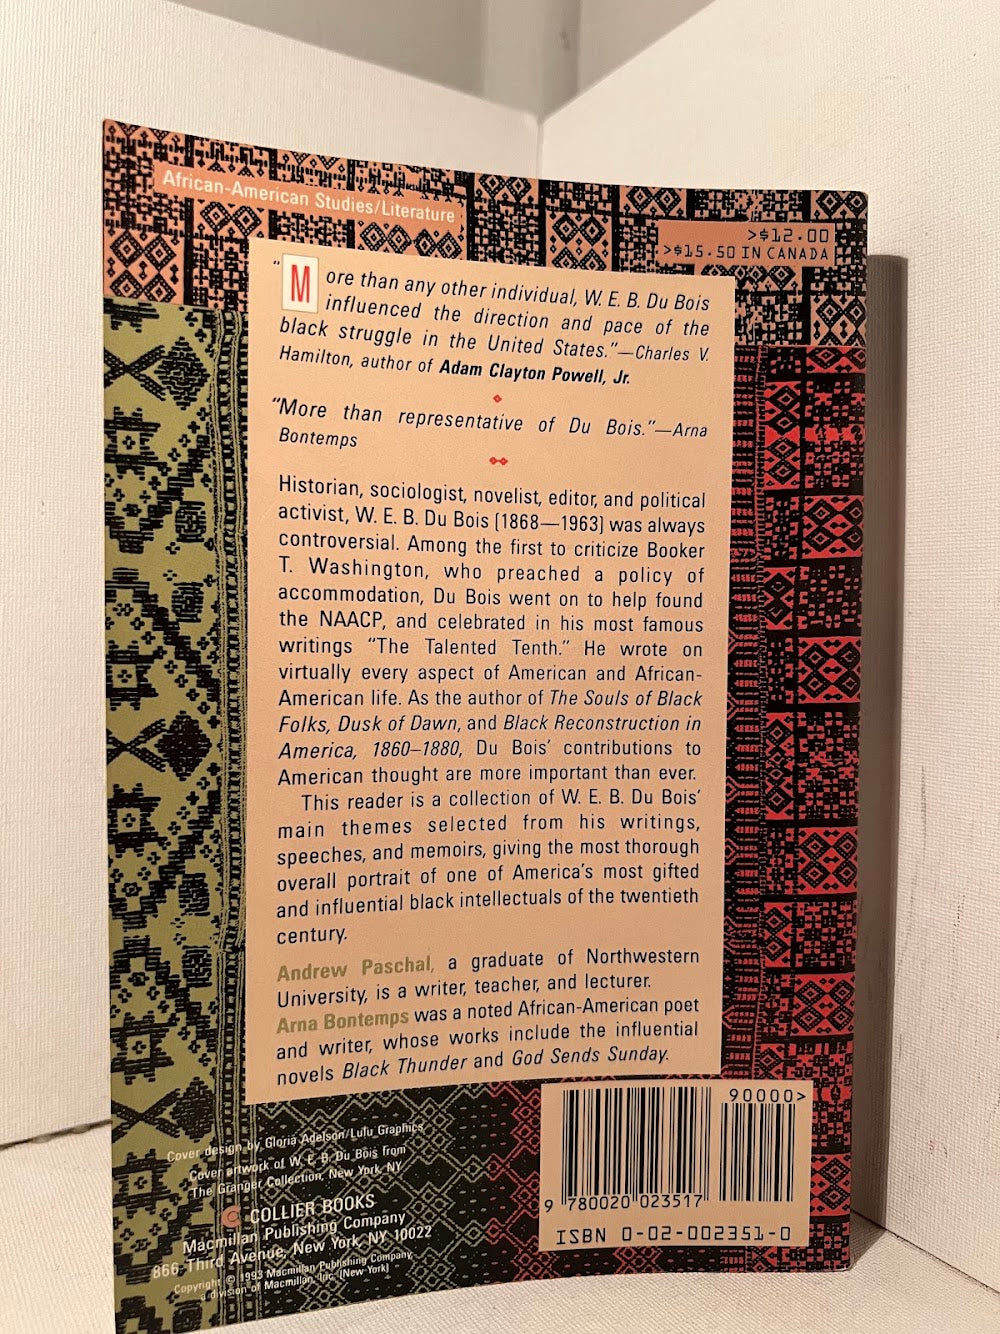 African-American Studies/Literature
>$12.00
>$15.50 IN CANADA
"More than any other individual, W. E. B. Du Bois
influenced the direction and pace of the
black struggle in the United States."—Charles V.
Hamilton, author of Adam Clayton Powell, Jr.
"More than representative of Du Bois."—Arna
Bontemps
Historian, sociologist, novelist, editor, and political
activist, W. E. B. Du Bois (1868—1963) was always
controversial. Among the first to criticize Booker
T. Washington, who preached a policy of
accommodation, Du Bois went on to help found
the NAACP, and celebrated in his most famous
writings "The Talented Tenth." He wrote on
virtually every aspect of American and African-
American life. As the author of The Souls of Black
Folks, Dusk of Dawn, and Black Reconstruction in
America, 1860–1880, Du Bois' contributions to
American thought are more important than ever.
This reader is a collection of W. E. B. Du Bois'
main themes selected from his writings,
speeches, and memoirs, giving the most thorough
overall portrait of one of America's most gifted
and influential black intellectuals of the twentieth
century.
Andrew Paschal, a graduate of Northwestern
University, is a writer, teacher, and lecturer.
Arna Bontemps was a noted African-American poet
and writer, whose works include the influential
novels Black Thunder and God Sends Sunday.
Cover design by Gloria Adelson/Lulu Graphics
Cover artwork of W. E. B. Du Bois from
The Granger Collection, New York, NY
COLLIER BOOKS
Macmillan Publishing Company
866 Third Avenue, New York, NY 10022
Copyright © 1993 Macmillan Publishing Company,
a division of Macmillan, Inc. (New York)
90000>
9 780020 023517
ISBN 0-02-002351-0